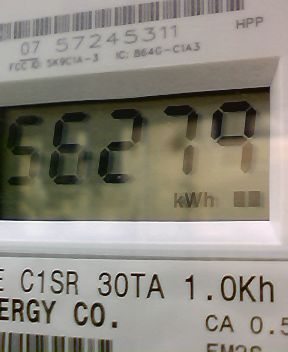 07 57245311
HPP
FCC ID: SK9C1A-3 IC: 864G-C1A3
56279
kWh
E C1SR 30TA 1.0Kh
ERGY CO.
CA 0.5
FM2S